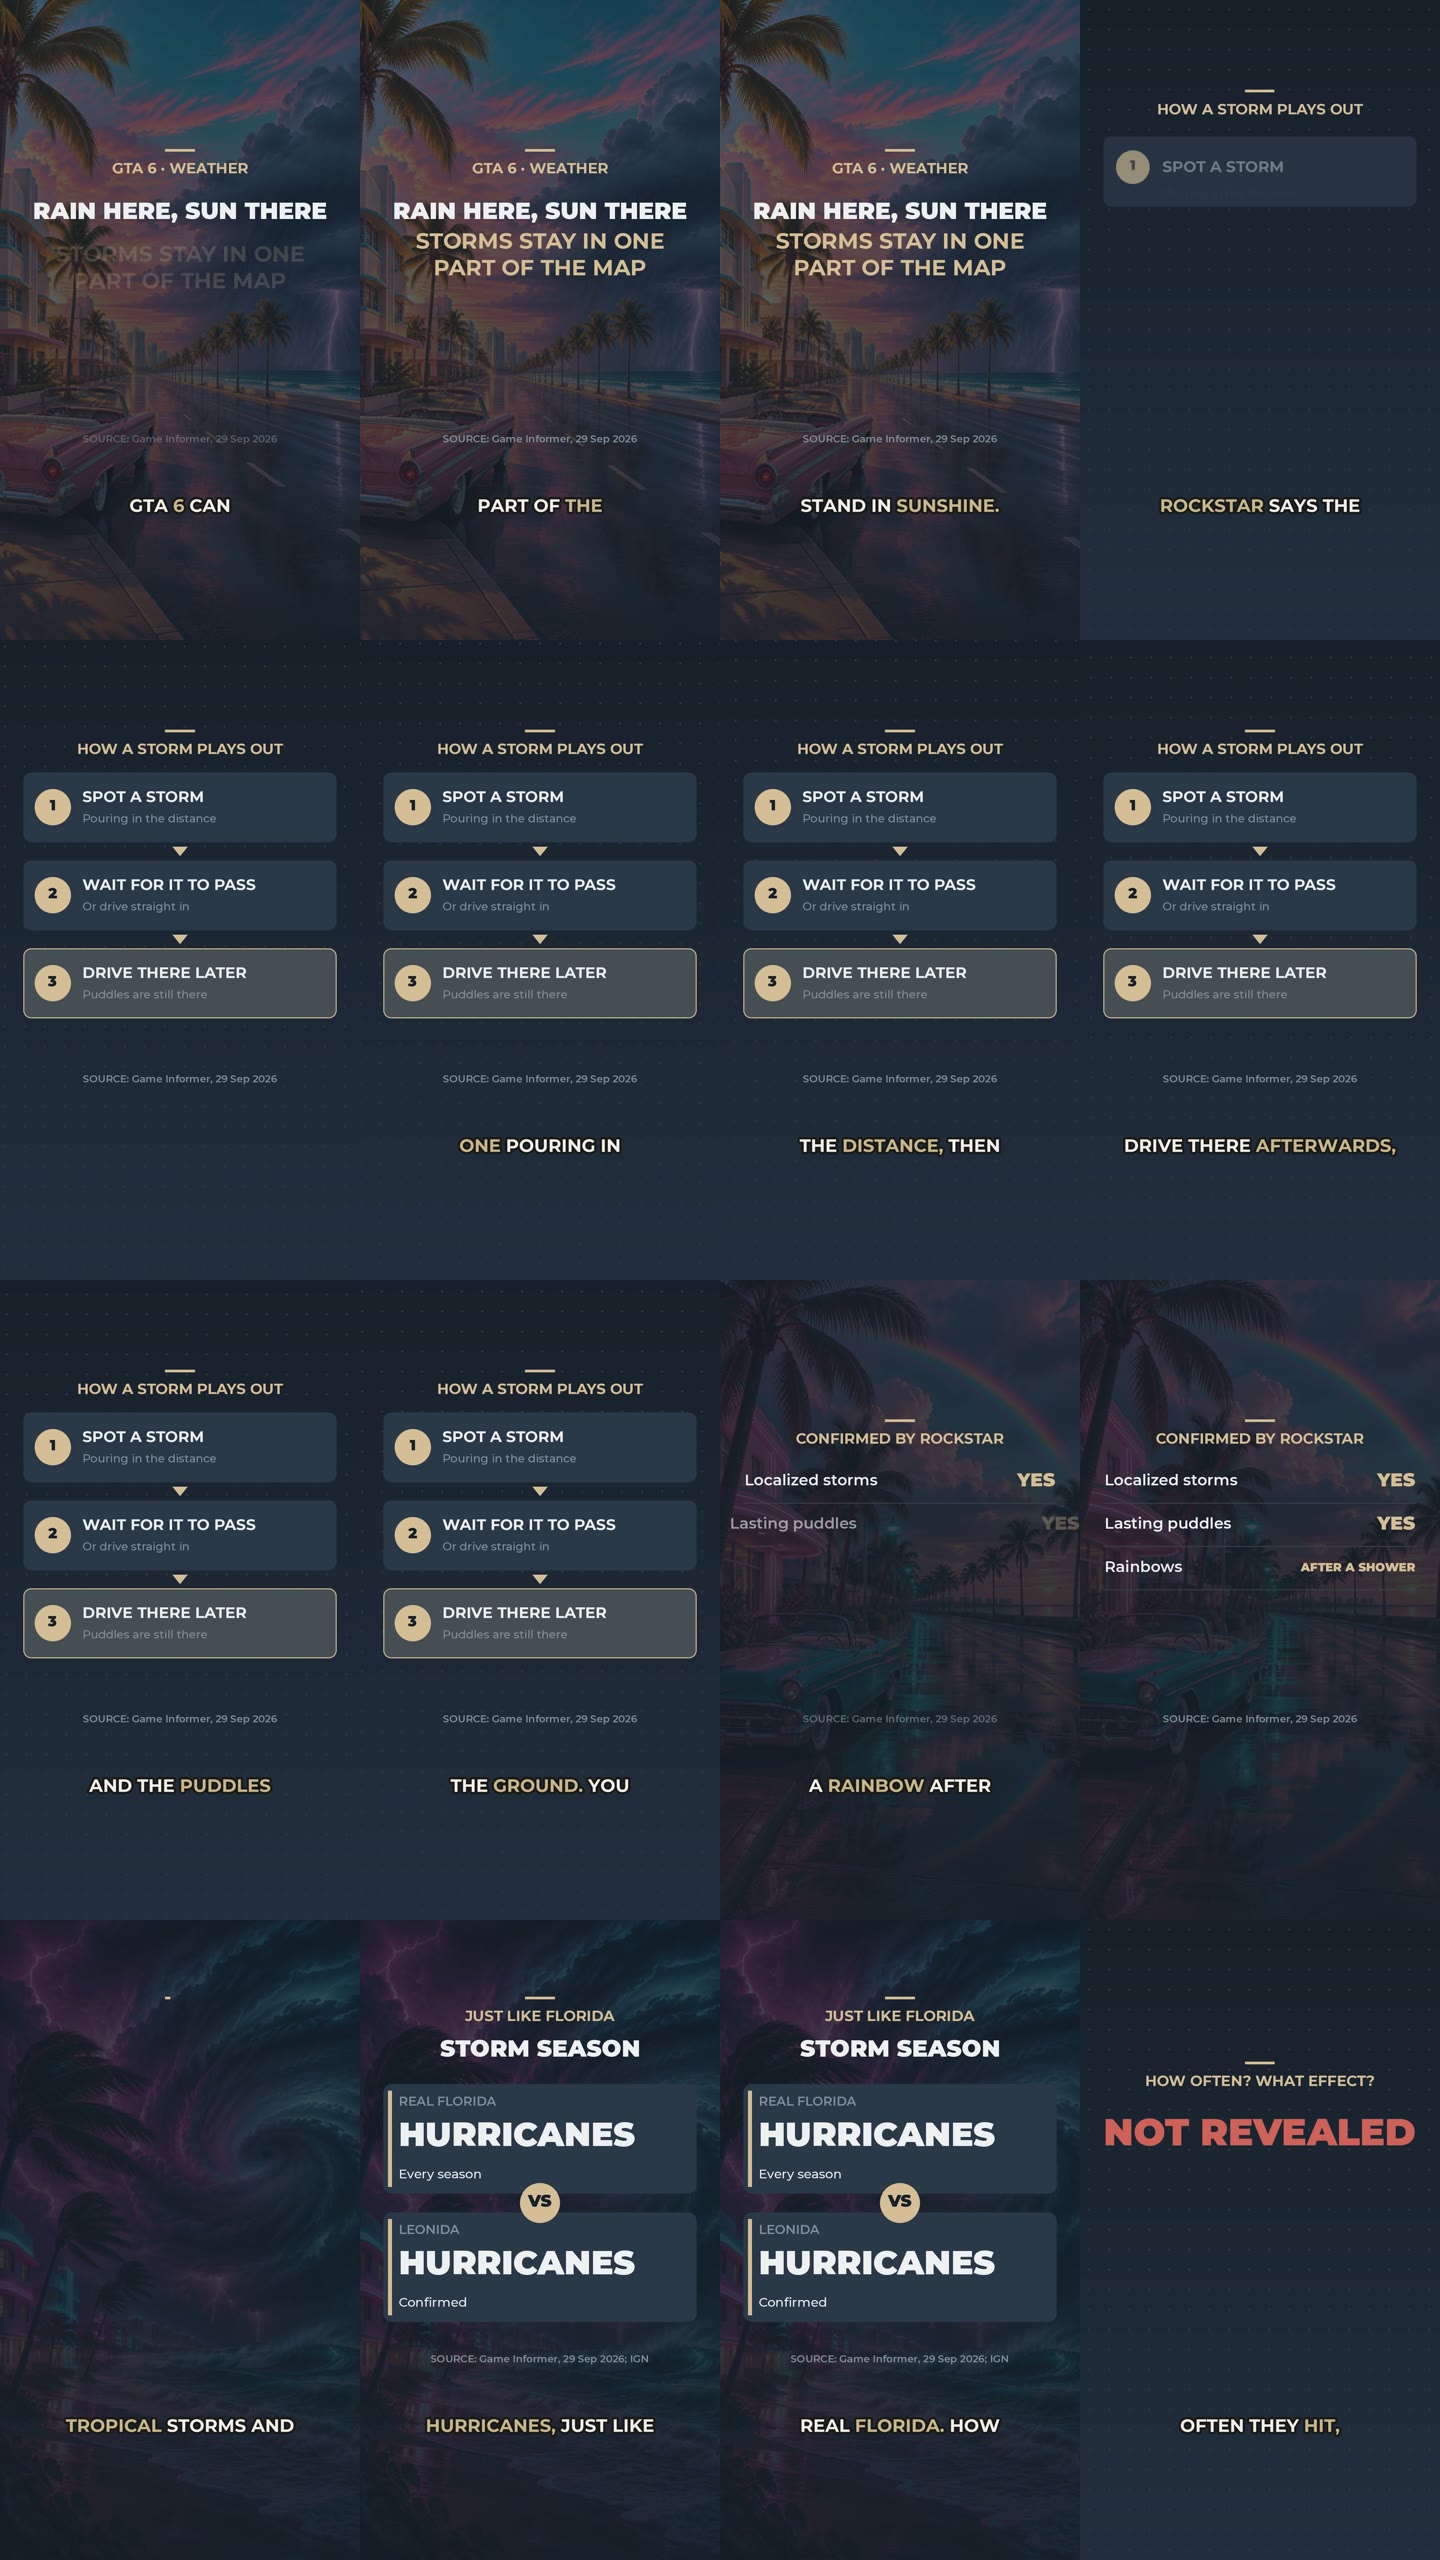 GTA 6 · WEATHER
RAIN HERE, SUN THERE
STORMS STAY IN ONE
PART OF THE MAP
SOURCE: Game Informer, 29 Sep 2026
GTA 6 CAN
GTA 6 · WEATHER
RAIN HERE, SUN THERE
STORMS STAY IN ONE
PART OF THE MAP
SOURCE: Game Informer, 29 Sep 2026
PART OF THE
GTA 6 · WEATHER
RAIN HERE, SUN THERE
STORMS STAY IN ONE
PART OF THE MAP
SOURCE: Game Informer, 29 Sep 2026
STAND IN SUNSHINE.
HOW A STORM PLAYS OUT
1 SPOT A STORM
ROCKSTAR SAYS THE
HOW A STORM PLAYS OUT
1 SPOT A STORM
Pouring in the distance
2 WAIT FOR IT TO PASS
Or drive straight in
3 DRIVE THERE LATER
Puddles are still there
SOURCE: Game Informer, 29 Sep 2026
HOW A STORM PLAYS OUT
1 SPOT A STORM
Pouring in the distance
2 WAIT FOR IT TO PASS
Or drive straight in
3 DRIVE THERE LATER
Puddles are still there
SOURCE: Game Informer, 29 Sep 2026
ONE POURING IN
HOW A STORM PLAYS OUT
1 SPOT A STORM
Pouring in the distance
2 WAIT FOR IT TO PASS
Or drive straight in
3 DRIVE THERE LATER
Puddles are still there
SOURCE: Game Informer, 29 Sep 2026
THE DISTANCE, THEN
HOW A STORM PLAYS OUT
1 SPOT A STORM
Pouring in the distance
2 WAIT FOR IT TO PASS
Or drive straight in
3 DRIVE THERE LATER
Puddles are still there
SOURCE: Game Informer, 29 Sep 2026
DRIVE THERE AFTERWARDS,
HOW A STORM PLAYS OUT
1 SPOT A STORM
Pouring in the distance
2 WAIT FOR IT TO PASS
Or drive straight in
3 DRIVE THERE LATER
Puddles are still there
SOURCE: Game Informer, 29 Sep 2026
AND THE PUDDLES
HOW A STORM PLAYS OUT
1 SPOT A STORM
Pouring in the distance
2 WAIT FOR IT TO PASS
Or drive straight in
3 DRIVE THERE LATER
Puddles are still there
SOURCE: Game Informer, 29 Sep 2026
THE GROUND. YOU
CONFIRMED BY ROCKSTAR
Localized storms YES
Lasting puddles YES
SOURCE: Game Informer, 29 Sep 2026
A RAINBOW AFTER
CONFIRMED BY ROCKSTAR
Localized storms YES
Lasting puddles YES
Rainbows AFTER A SHOWER
SOURCE: Game Informer, 29 Sep 2026
TROPICAL STORMS AND
JUST LIKE FLORIDA
STORM SEASON
REAL FLORIDA
HURRICANES
Every season
VS
LEONIDA
HURRICANES
Confirmed
SOURCE: Game Informer, 29 Sep 2026; IGN
HURRICANES, JUST LIKE
JUST LIKE FLORIDA
STORM SEASON
REAL FLORIDA
HURRICANES
Every season
VS
LEONIDA
HURRICANES
Confirmed
SOURCE: Game Informer, 29 Sep 2026; IGN
REAL FLORIDA. HOW
HOW OFTEN? WHAT EFFECT?
NOT REVEALED
OFTEN THEY HIT,